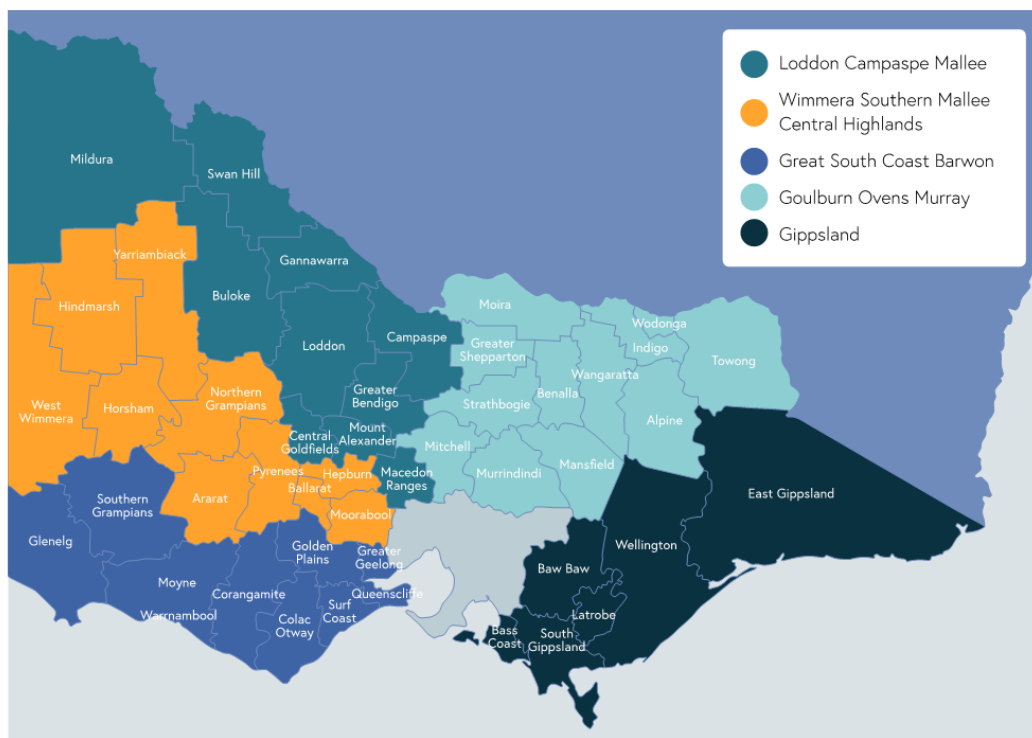 Loddon Campaspe Mallee
Wimmera Southern Mallee
Central Highlands
Great South Coast Barwon
Goulburn Ovens Murray
Gippsland
Mildura
Swan Hill
Gannawarra
Buloke
Loddon
Campaspe
Greater
Bendigo
Mount
Alexander
Central
Goldfields
Macedon
Ranges
Yarriambiack
Hindmarsh
West
Wimmera
Horsham
Northern
Grampians
Ararat
Pyrenees
Hepburn
Ballarat
Moorabool
Southern
Grampians
Glenelg
Moyne
Warrnambool
Corangamite
Golden
Plains
Greater
Geelong
Queenscliffe
Surf
Coast
Colac
Otway
Moira
Greater
Shepparton
Strathbogie
Benalla
Wangaratta
Wodonga
Indigo
Towong
Alpine
Mitchell
Murrindindi
Mansfield
East Gippsland
Wellington
Baw Baw
Latrobe
Bass
Coast
South
Gippsland